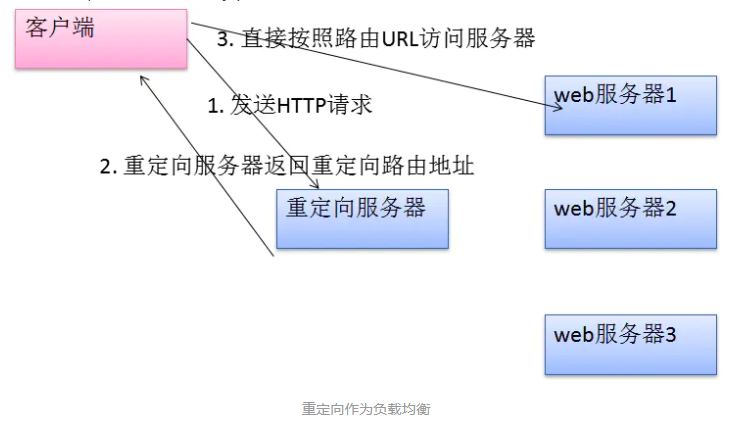 客户端
3. 直接按照路由URL访问服务器
web服务器1
1. 发送HTTP请求
2. 重定向服务器返回重定向路由地址
重定向服务器
web服务器2
web服务器3
重定向作为负载均衡